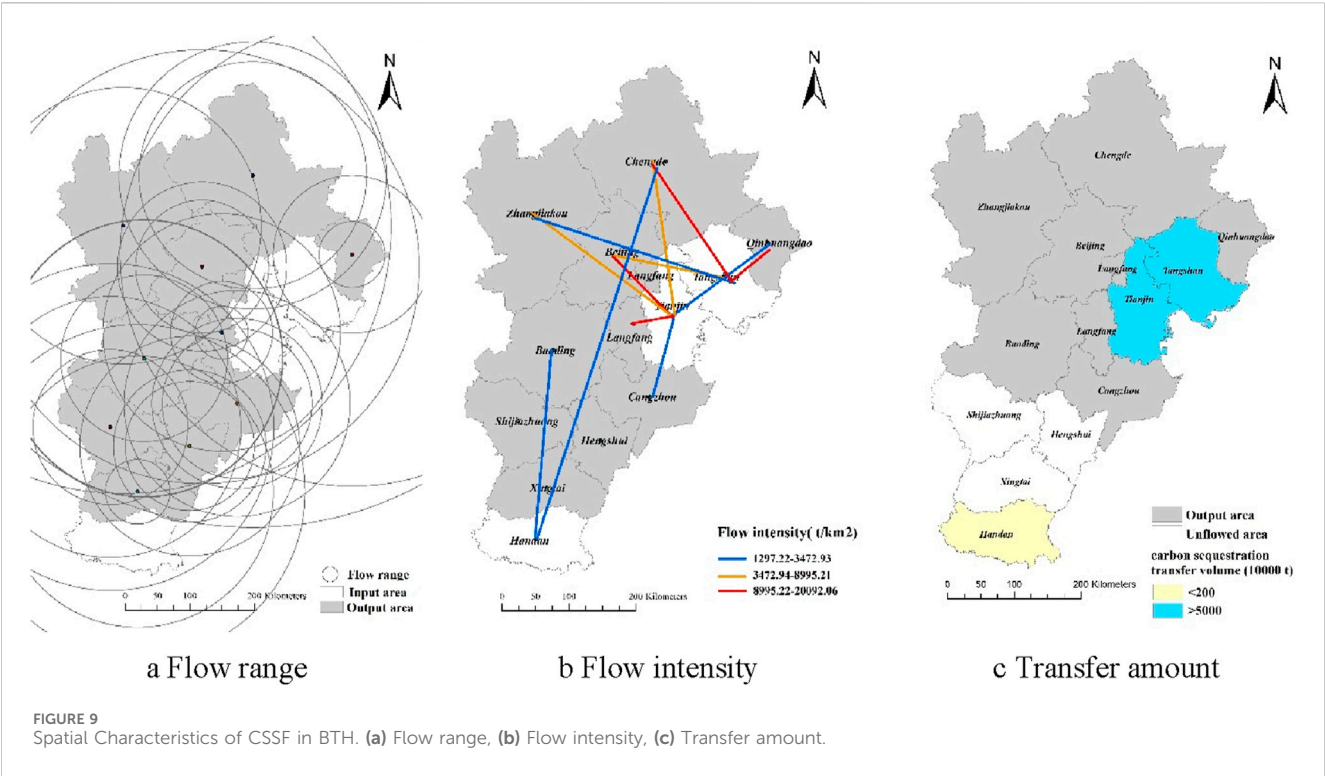 N
Flow range
Input area
Output area
0 50 100 200 Kilometers
a Flow range
N
Chengde
Zhangjiakou
Beijing
Qinhuangdao
Langfang
Tianjin
Langfang
Baoding
Cangzhou
Shijiazhuang
Hengshui
Xingtai
Handan
Flow intensity( t/km2)
1297.22-3472.93
3472.94-8995.21
8995.22-20092.06
0 50 100 200 Kilometers
b Flow intensity
N
Chengde
Zhangjiakou
Beijing
Qinhuangdao
Langfang
Tangshan
Tianjin
Langfang
Baoding
Cangzhou
Shijiazhuang
Hengshui
Xingtai
Handan
Output area
Unflowed area
carbon sequestration
transfer volume (10000 t)
<200
>5000
0 50 100 200 Kilometers
c Transfer amount
FIGURE 9
Spatial Characteristics of CSSF in BTH. (a) Flow range, (b) Flow intensity, (c) Transfer amount.